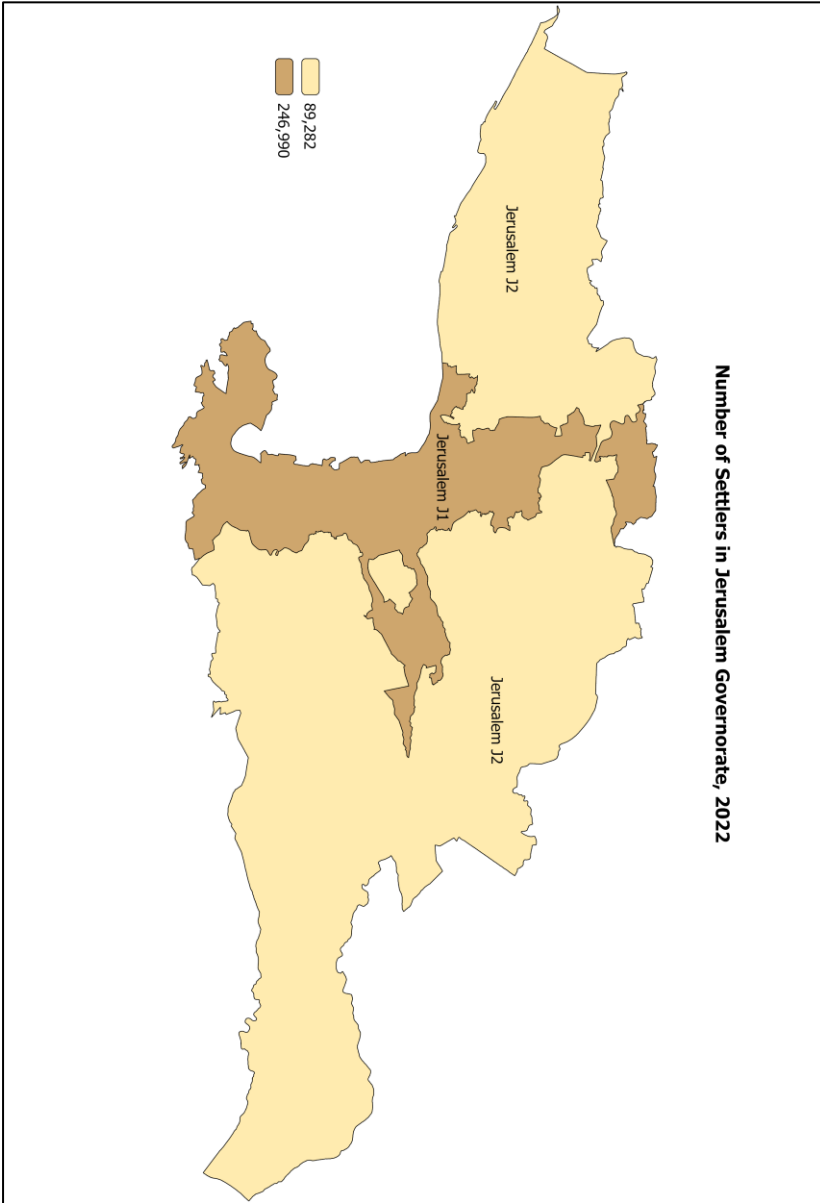 Number of Settlers in Jerusalem Governorate, 2022
Jerusalem J2
Jerusalem J1
Jerusalem J2
89,282
246,990